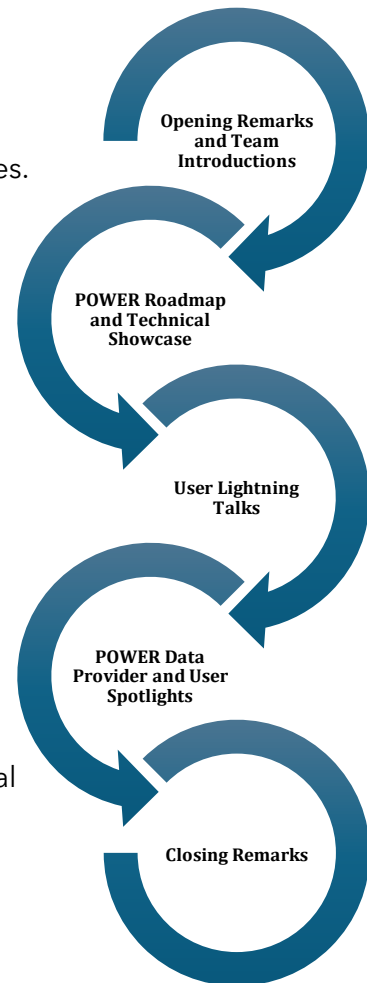 Opening Remarks
and Team
Introductions
es.
POWER Roadmap
and Technical
Showcase
User Lightning
Talks
POWER Data
Provider and User
Spotlights
al
Closing Remarks